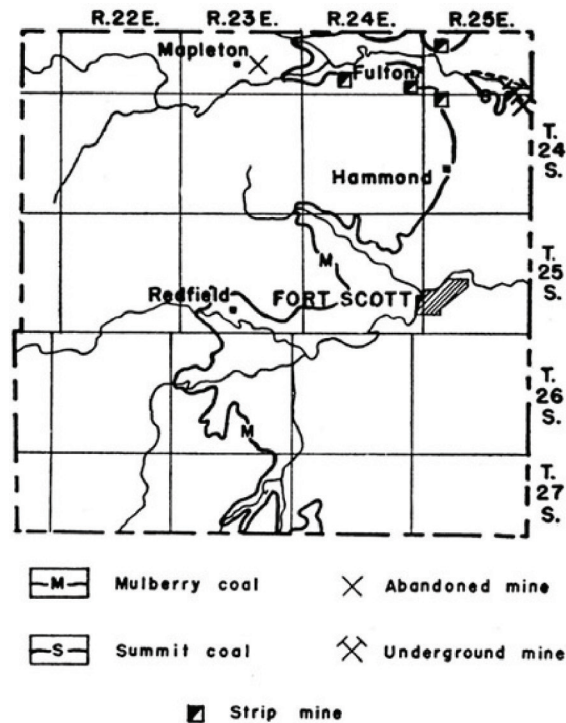 R.22E. R.23E. R.24E. R.25E.
Mapleton
Fulton
S
T.
24
S.
Hammond
M
T.
25
S.
Redfield
FORT SCOTT
T.
26
S.
M
T.
27
S.
M Mulberry coal
Abandoned mine
S Summit coal
Underground mine
Strip mine